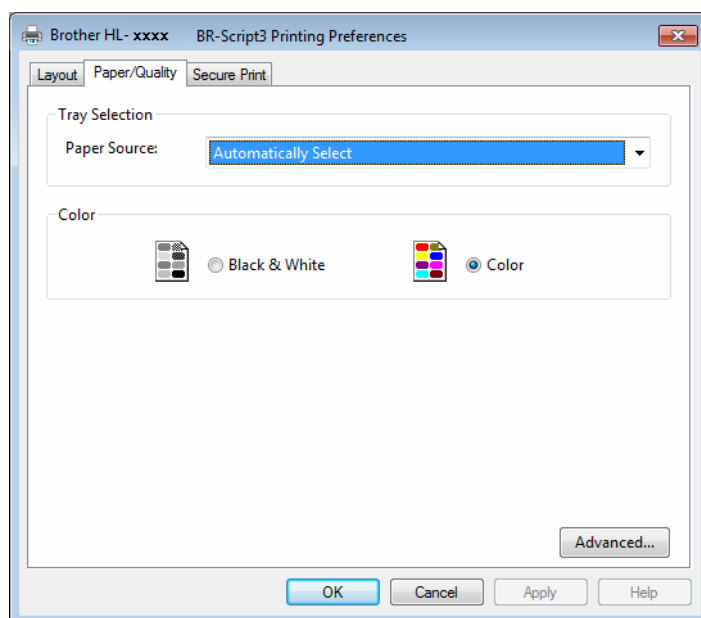 Brother HL- xxxx BR-Script3 Printing Preferences
Layout Paper/Quality Secure Print
Tray Selection
Paper Source: Automatically Select
Color
Black & White Color
Advanced...
OK Cancel Apply Help